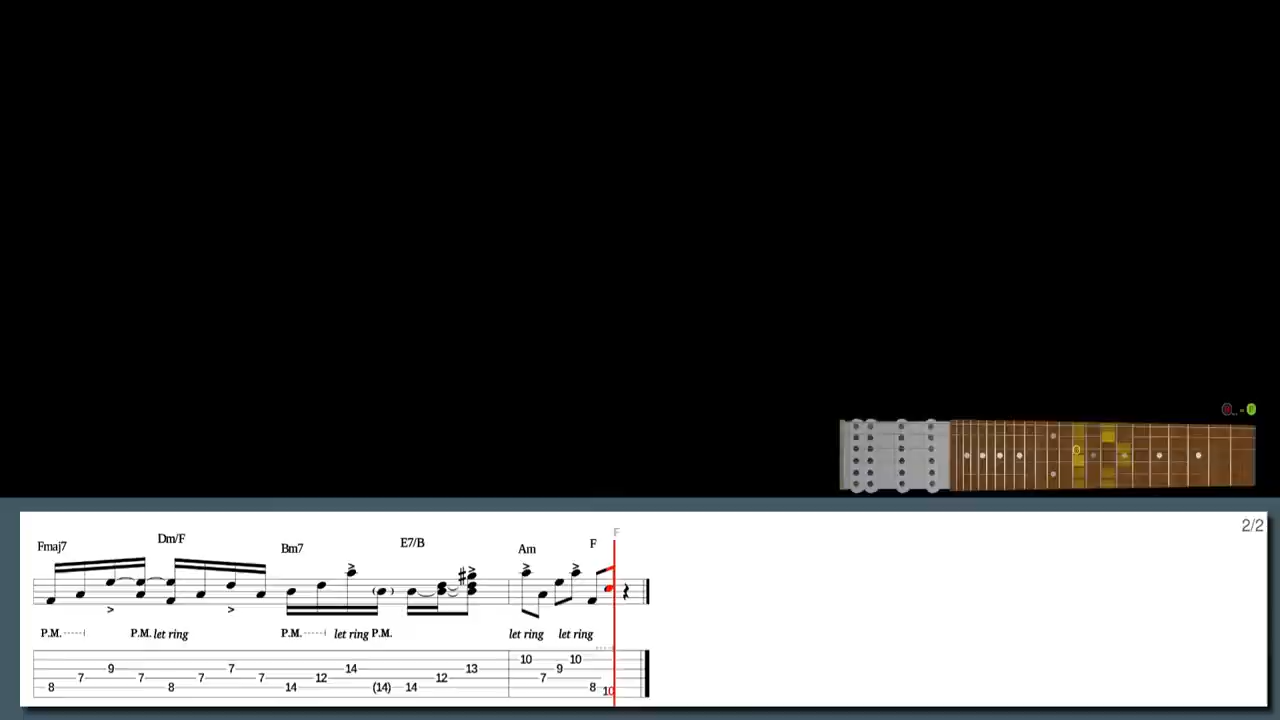 F
2/2
Fmaj7 Dm/F Bm7 E7/B Am F
P.M. P.M. let ring P.M. let ring P.M. let ring let ring
10 10
9 7 14 13 9
7 7 7 7 12 12 7
8 8 14 (14) 14 8 10